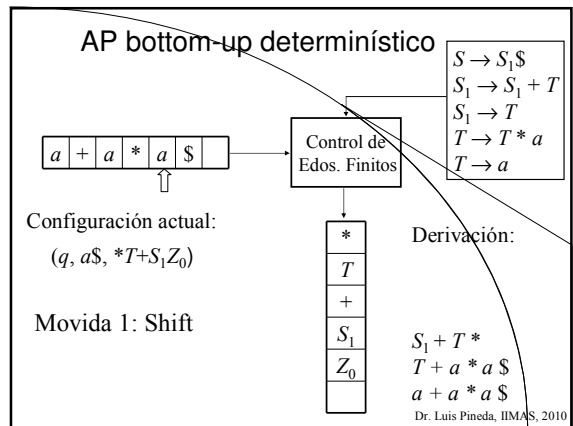 AP bottom-up determinístico
S → S₁$
S₁ → S₁ + T
S₁ → T
T → T * a
T → a
a + a * a $
Control de
Edos. Finitos
Configuración actual:
(q, a$, *T+S₁Z₀)
Movida 1: Shift
*
T
+
S₁
Z₀
Derivación:
S₁ + T *
T + a * a $
a + a * a $
Dr. Luis Pineda, IIMAS, 2010